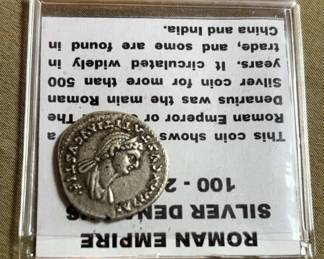 ROMAN EMPIRE
SILVER
100 - 2
This coin shows a
Roman Emperor or The
Denarius was the main Roman
Silver coin for more than 500
years. It circulated widely in
trade, and some are found in
China and India.